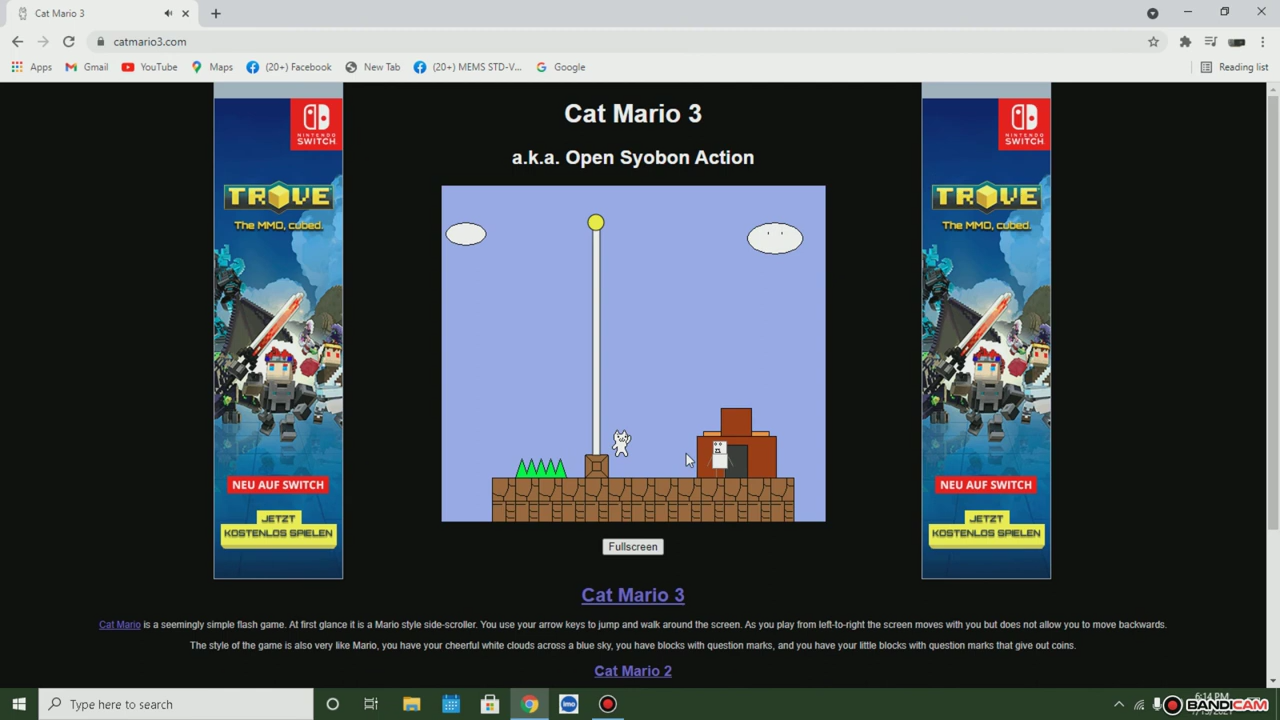 Cat Mario 3
catmario3.com
Apps
Gmail
YouTube
Maps
(20+) Facebook
New Tab
(20+) MEMS STD-V...
Google
Reading list
Cat Mario 3
a.k.a. Open Syobon Action
NINTENDO
SWITCH
TROVE
The MMO, cubed.
NEU AUF SWITCH
JETZT
KOSTENLOS SPIELEN
NINTENDO
SWITCH
TROVE
The MMO, cubed.
NEU AUF SWITCH
JETZT
KOSTENLOS SPIELEN
Fullscreen
Cat Mario 3
Cat Mario is a seemingly simple flash game. At first glance it is a Mario style side-scroller. You use your arrow keys to jump and walk around the screen. As you play from left-to-right the screen moves with you but does not allow you to move backwards.
The style of the game is also very like Mario, you have your cheerful white clouds across a blue sky, you have blocks with question marks, and you have your little blocks with question marks that give out coins.
Cat Mario 2
Type here to search
imo
6:14 PM
BANDICAM